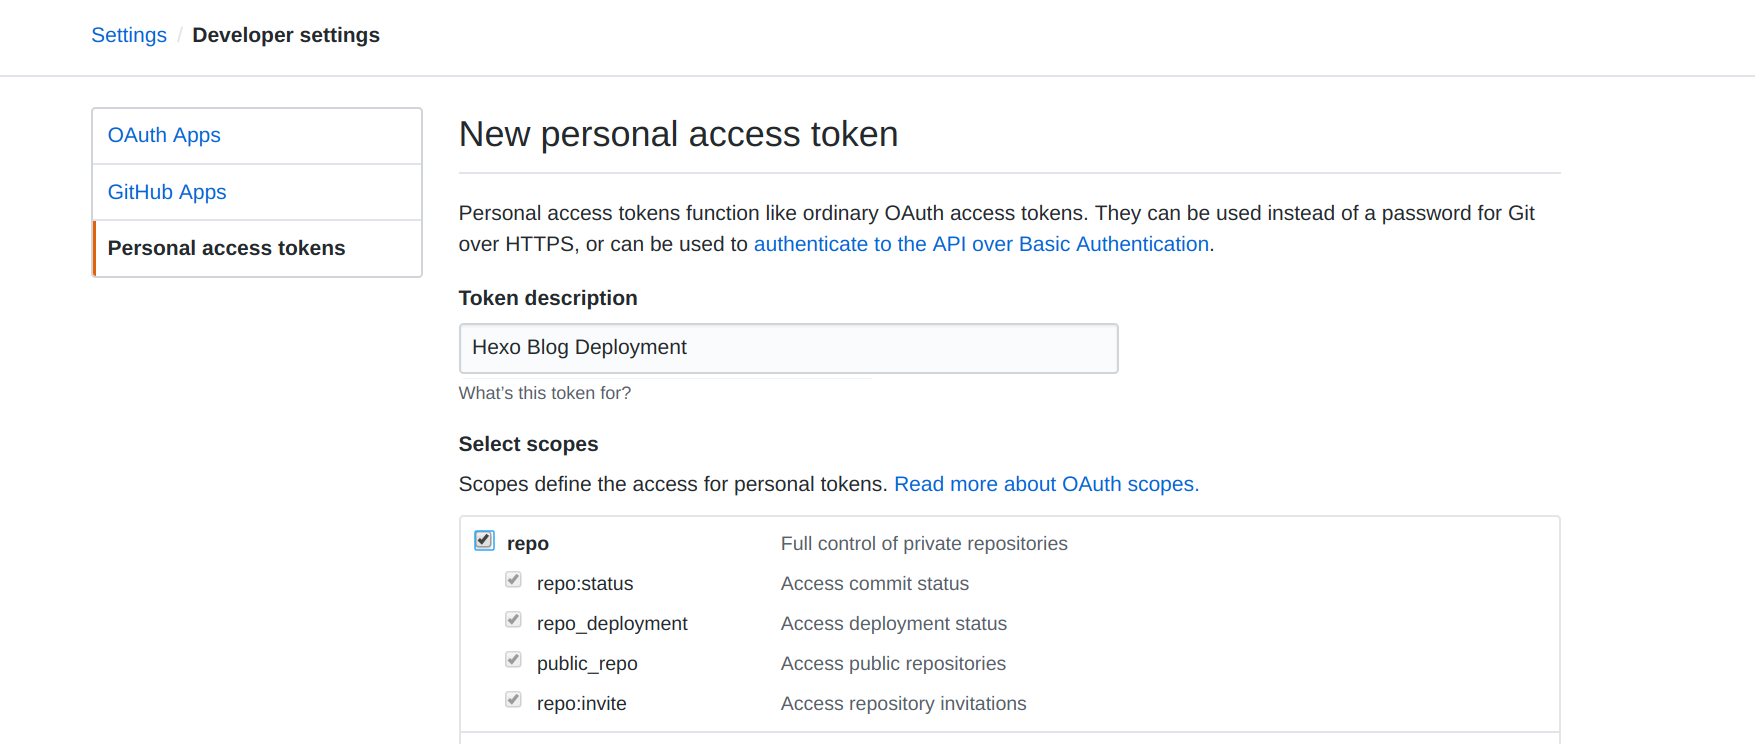 Settings / Developer settings
OAuth Apps
GitHub Apps
Personal access tokens
New personal access token
Personal access tokens function like ordinary OAuth access tokens. They can be used instead of a password for Git
over HTTPS, or can be used to authenticate to the API over Basic Authentication.
Token description
Hexo Blog Deployment
What’s this token for?
Select scopes
Scopes define the access for personal tokens. Read more about OAuth scopes.
repo Full control of private repositories
repo:status Access commit status
repo_deployment Access deployment status
public_repo Access public repositories
repo:invite Access repository invitations